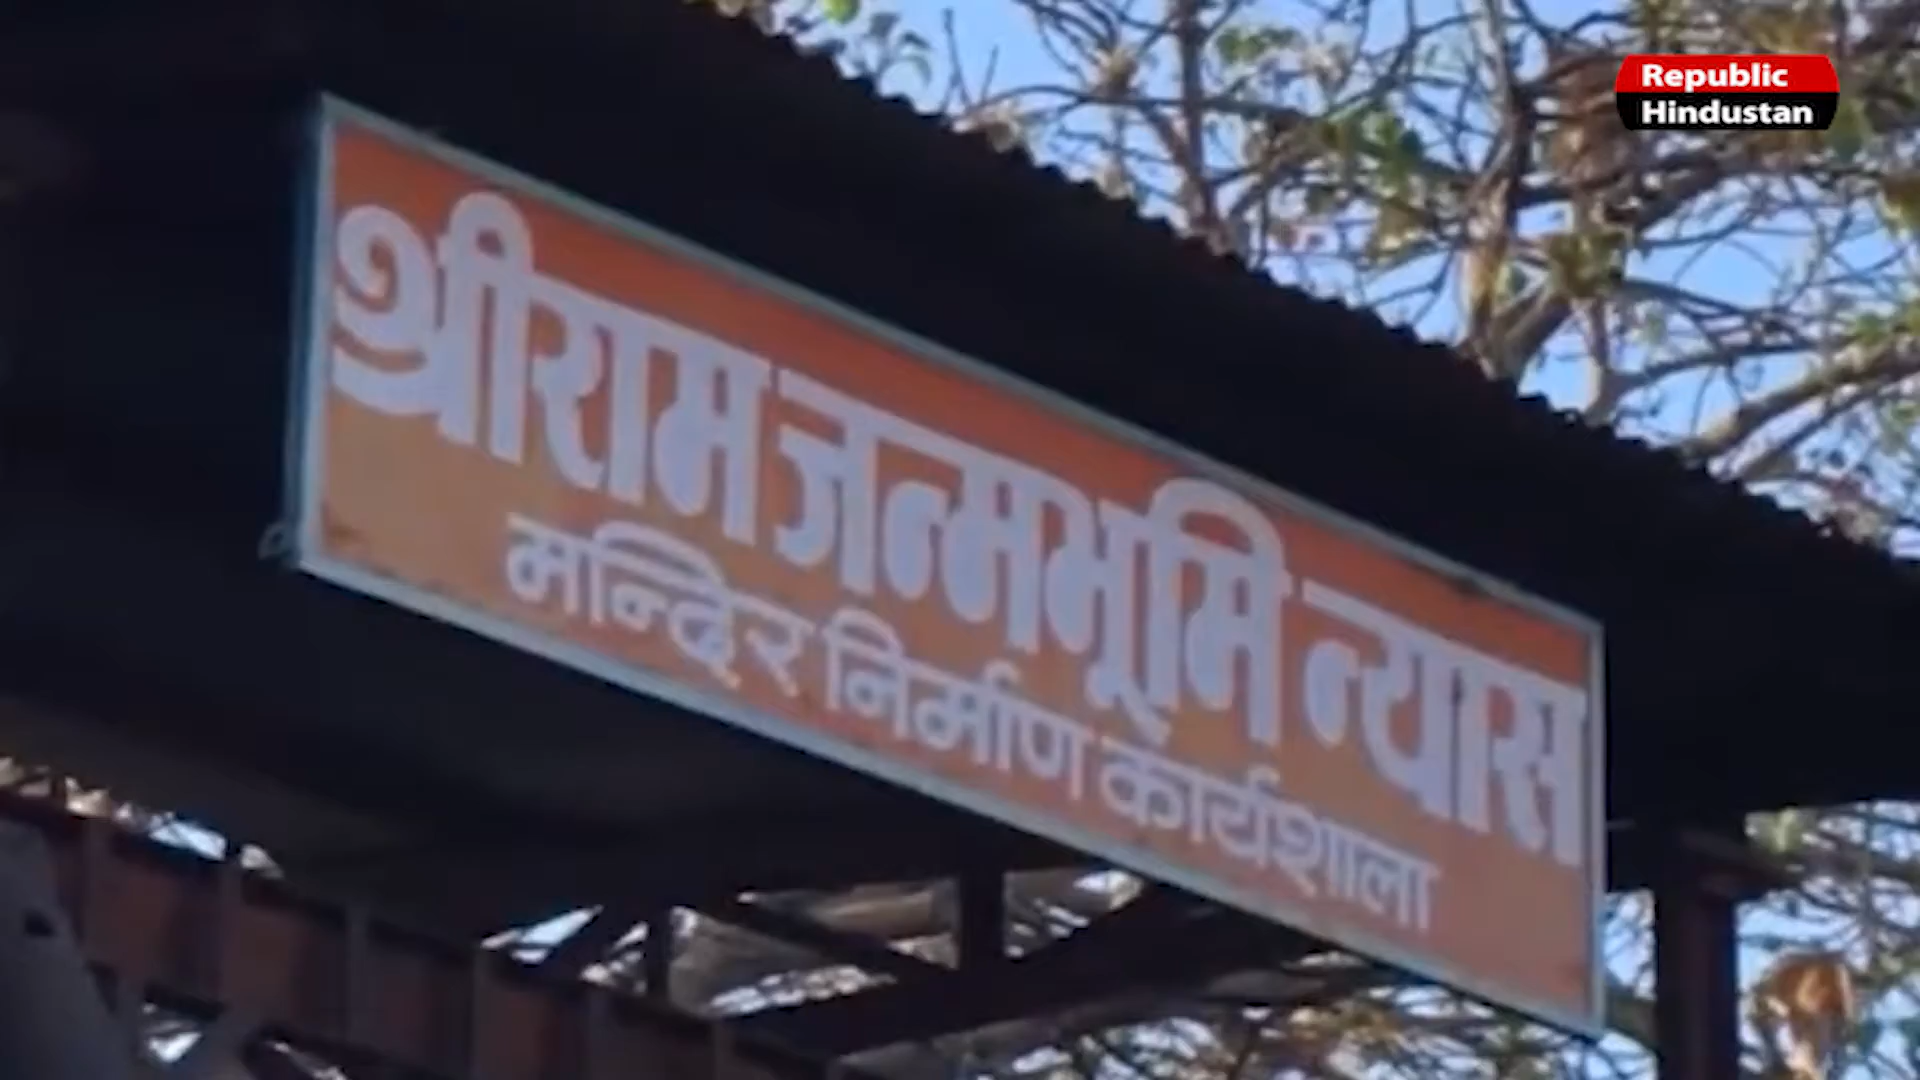 Republic
Hindustan
श्रीराम जन्मभूमि न्यास
मन्दिर निर्माण कार्यशाला